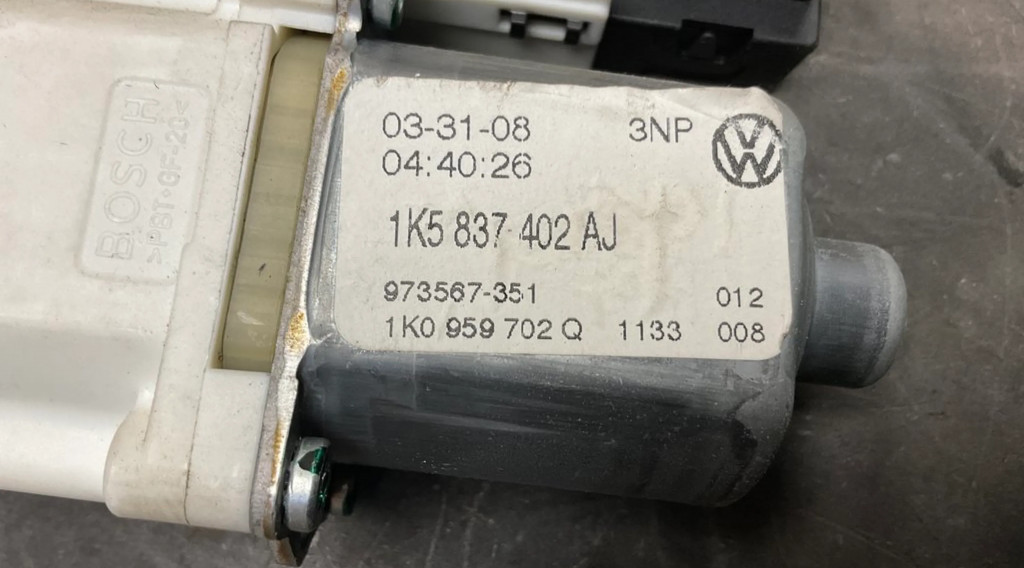 BOSCH
>PBT+GF-20<
03-31-08 3NP
04:40:26
1K5 837 402 AJ
973567-351 012
1K0 959 702 Q 1133 008